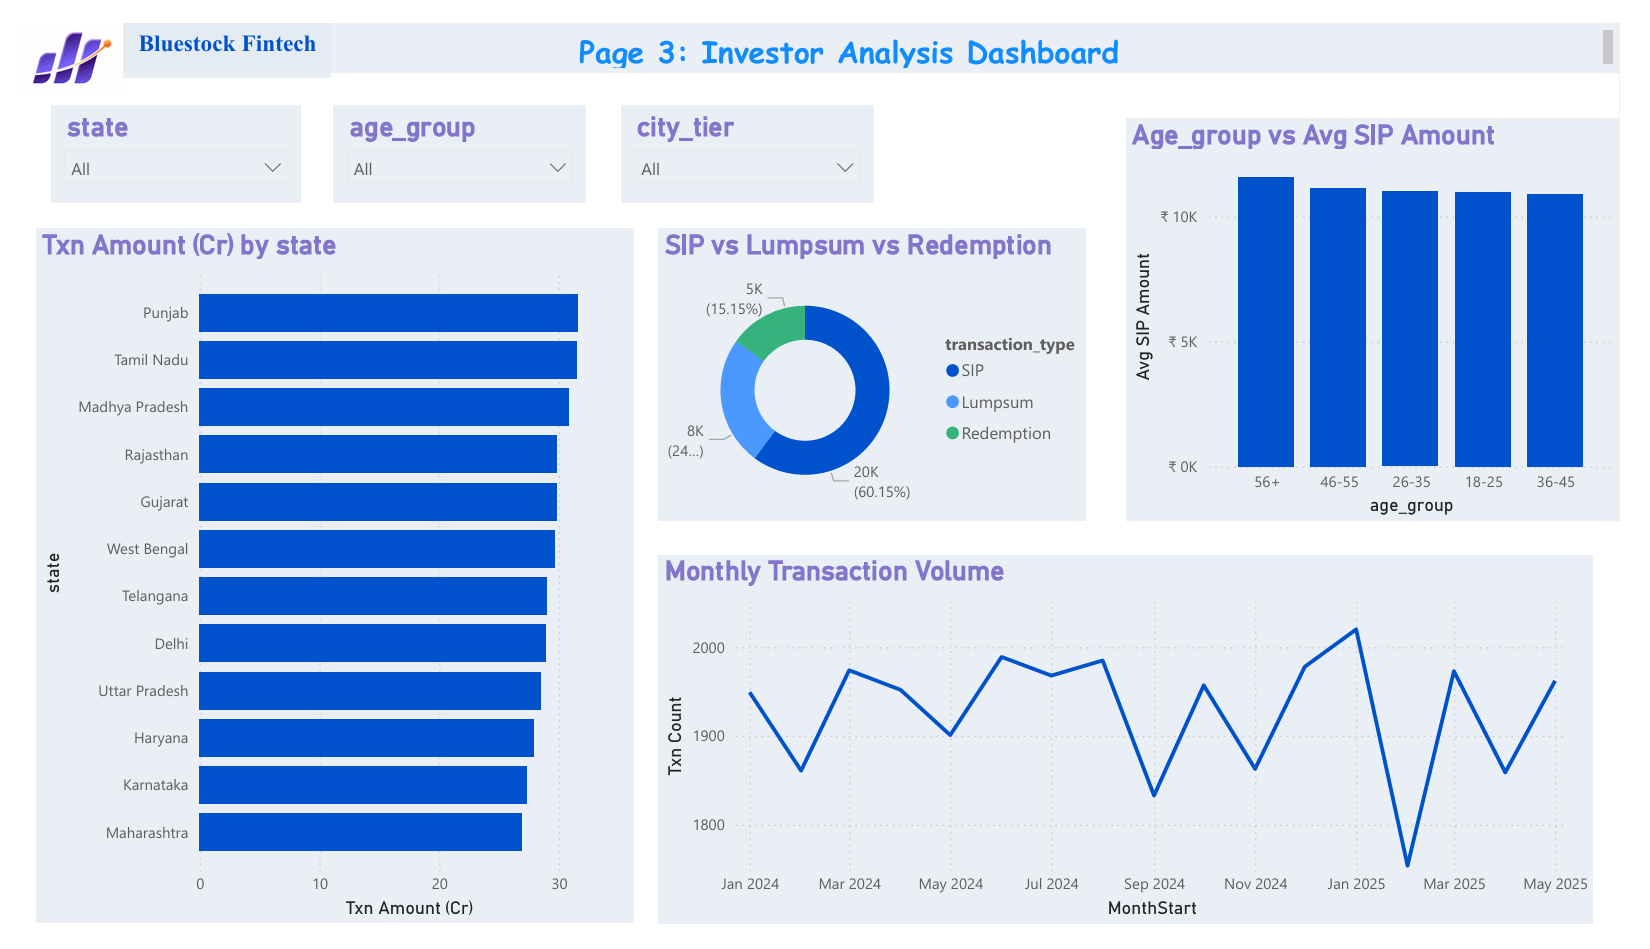 Bluestock Fintech
Page 3: Investor Analysis Dashboard
state
All
age_group
All
city_tier
All
Age_group vs Avg SIP Amount
Avg SIP Amount
₹ 10K
₹ 5K
₹ 0K
56+ 46-55 26-35 18-25 36-45
age_group
Txn Amount (Cr) by state
state
Punjab
Tamil Nadu
Madhya Pradesh
Rajasthan
Gujarat
West Bengal
Telangana
Delhi
Uttar Pradesh
Haryana
Karnataka
Maharashtra
0 10 20 30
Txn Amount (Cr)
SIP vs Lumpsum vs Redemption
5K
(15.15%)
8K
(24...)
20K
(60.15%)
transaction_type
SIP
Lumpsum
Redemption
Monthly Transaction Volume
Txn Count
2000
1900
1800
Jan 2024 Mar 2024 May 2024 Jul 2024 Sep 2024 Nov 2024 Jan 2025 Mar 2025 May 2025
MonthStart